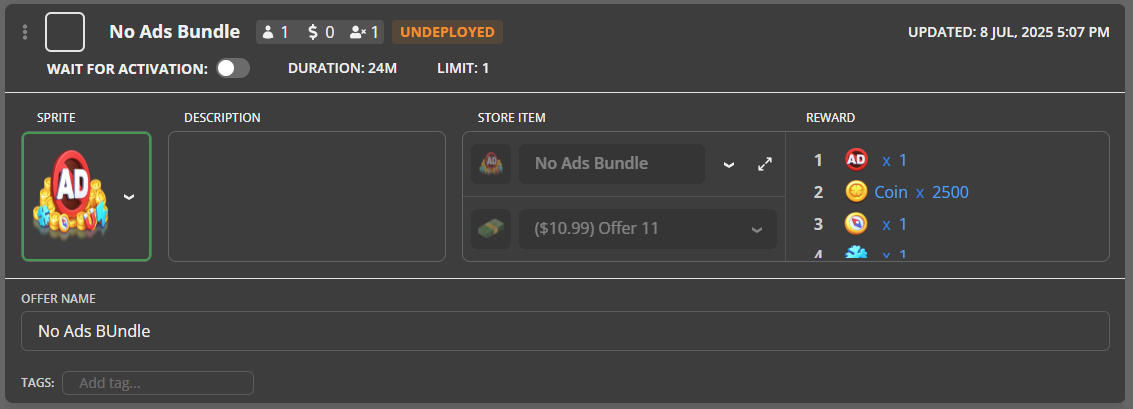 No Ads Bundle 1 $ 0 1 UNDEPLOYED UPDATED: 8 JUL, 2025 5:07 PM
WAIT FOR ACTIVATION: DURATION: 24M LIMIT: 1
SPRITE DESCRIPTION STORE ITEM REWARD
AD
No Ads Bundle
($10.99) Offer 11
1 AD x 1
2 Coin x 2500
3 x 1
4 x 1
OFFER NAME
No Ads BUndle
TAGS: Add tag...